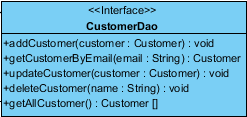 <<Interface>>
CustomerDao
+addCustomer(customer : Customer) : void
+getCustomerByEmail(email : String) : Customer
+updateCustomer(customer : Customer) : void
+deleteCustomer(name : String) : void
+getAllCustomer() : Customer []